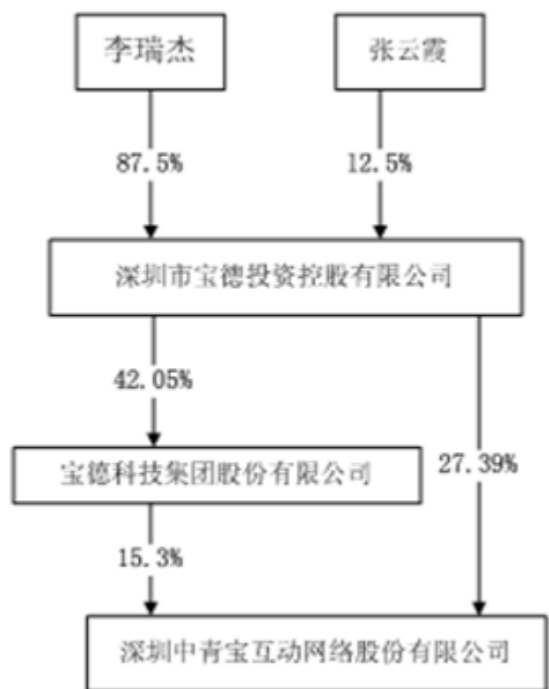 李瑞杰
张云霞
87.5%
12.5%
深圳市宝德投资控股有限公司
42.05%
宝德科技集团股份有限公司
27.39%
15.3%
深圳中青宝互动网络股份有限公司